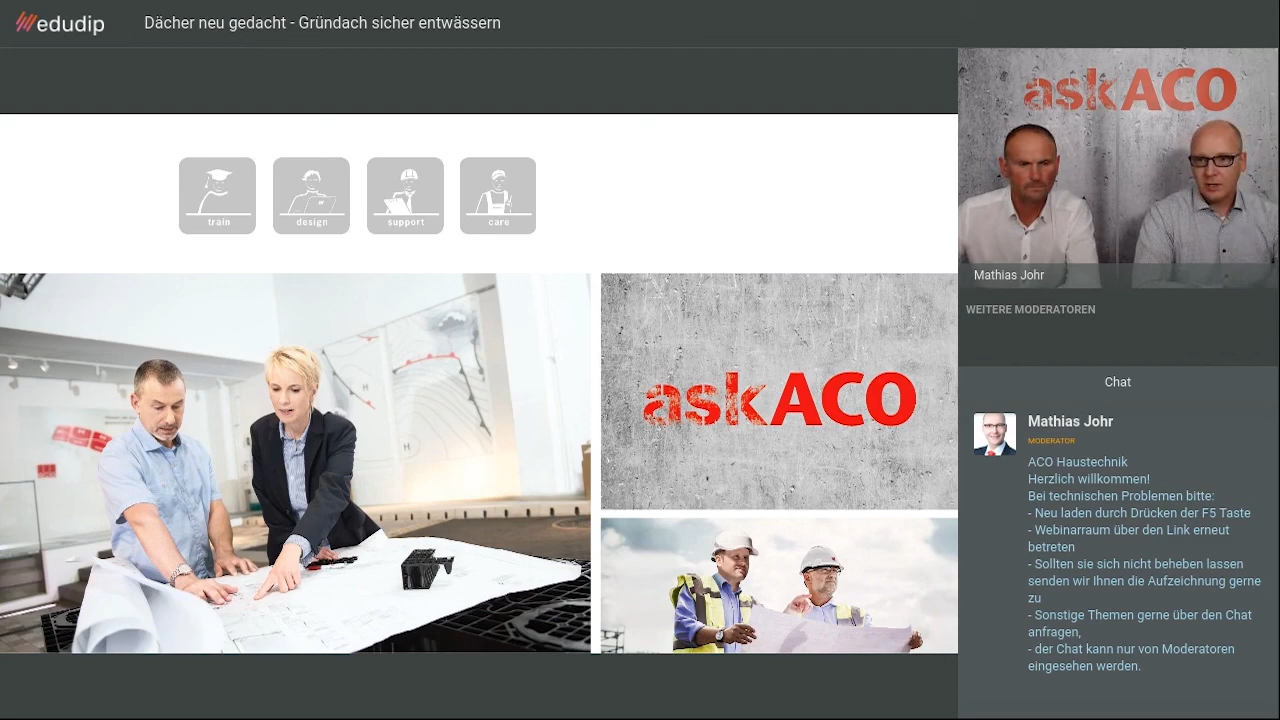 edudip
Dächer neu gedacht - Gründach sicher entwässern
askACO
Mathias Johr
WEITERE MODERATOREN
train
design
support
care
askACO
H
H
Chat
Mathias Johr
MODERATOR
ACO Haustechnik
Herzlich willkommen!
Bei technischen Problemen bitte:
- Neu laden durch Drücken der F5 Taste
- Webinarraum über den Link erneut
betreten
- Sollten sie sich nicht beheben lassen
senden wir Ihnen die Aufzeichnung gerne
zu
- Sonstige Themen gerne über den Chat
anfragen,
- der Chat kann nur von Moderatoren
eingesehen werden.